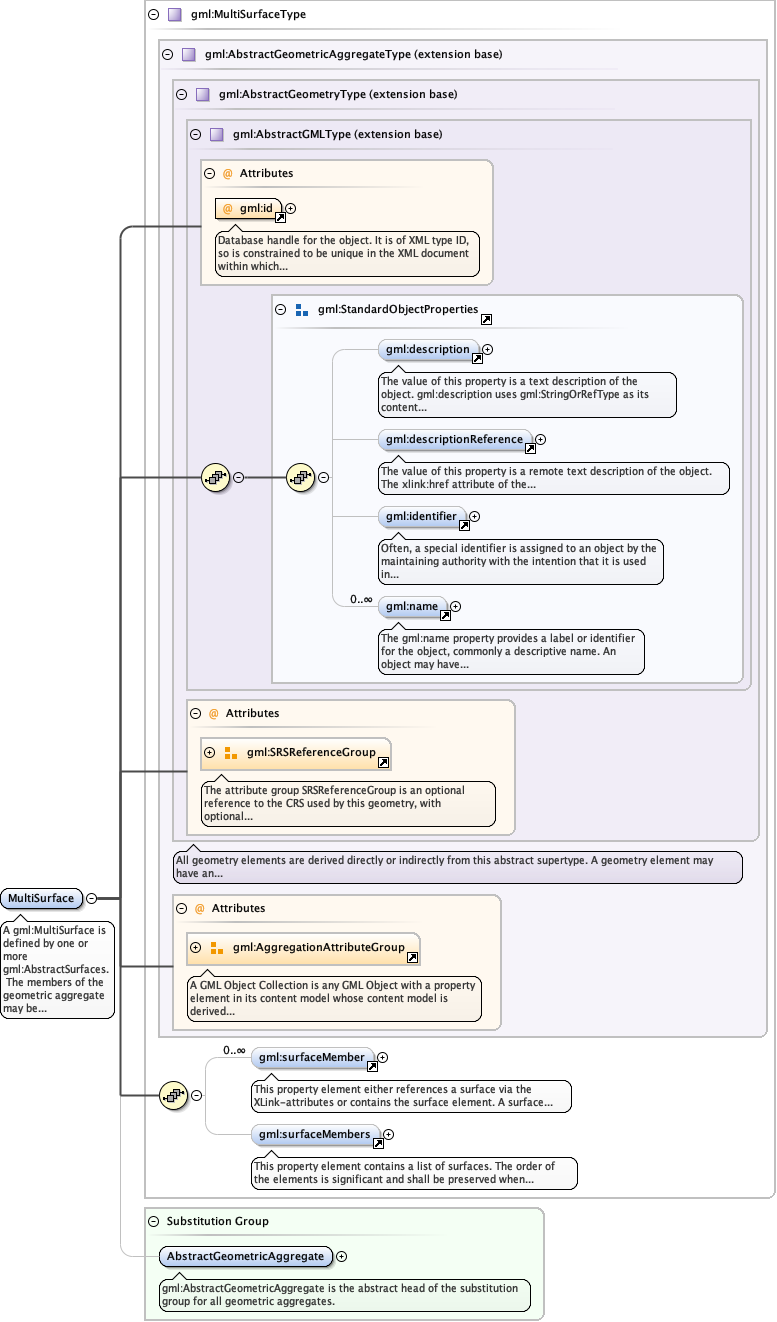 gml:MultiSurfaceType
gml:AbstractGeometricAggregateType (extension base)
gml:AbstractGeometryType (extension base)
gml:AbstractGMLType (extension base)
@ Attributes
@ gml:id
Database handle for the object. It is of XML type ID,
so is constrained to be unique in the XML document
within which...
gml:StandardObjectProperties
gml:description
The value of this property is a text description of the
object. gml:description uses gml:StringOrRefType as its
content...
gml:descriptionReference
The value of this property is a remote text description of the object.
The xlink:href attribute of the...
gml:identifier
Often, a special identifier is assigned to an object by the
maintaining authority with the intention that it is used
in...
0..∞
gml:name
The gml:name property provides a label or identifier
for the object, commonly a descriptive name. An
object may have...
@ Attributes
gml:SRSReferenceGroup
The attribute group SRSReferenceGroup is an optional
reference to the CRS used by this geometry, with
optional...
All geometry elements are derived directly or indirectly from this abstract supertype. A geometry element may
have an...
MultiSurface
A gml:MultiSurface is
defined by one or
more
gml:AbstractSurfaces.
The members of the
geometric aggregate
may be...
@ Attributes
gml:AggregationAttributeGroup
A GML Object Collection is any GML Object with a property
element in its content model whose content model is
derived...
0..∞
gml:surfaceMember
This property element either references a surface via the
XLink-attributes or contains the surface element. A surface...
gml:surfaceMembers
This property element contains a list of surfaces. The order of
the elements is significant and shall be preserved when...
Substitution Group
AbstractGeometricAggregate
gml:AbstractGeometricAggregate is the abstract head of the substitution
group for all geometric aggregates.